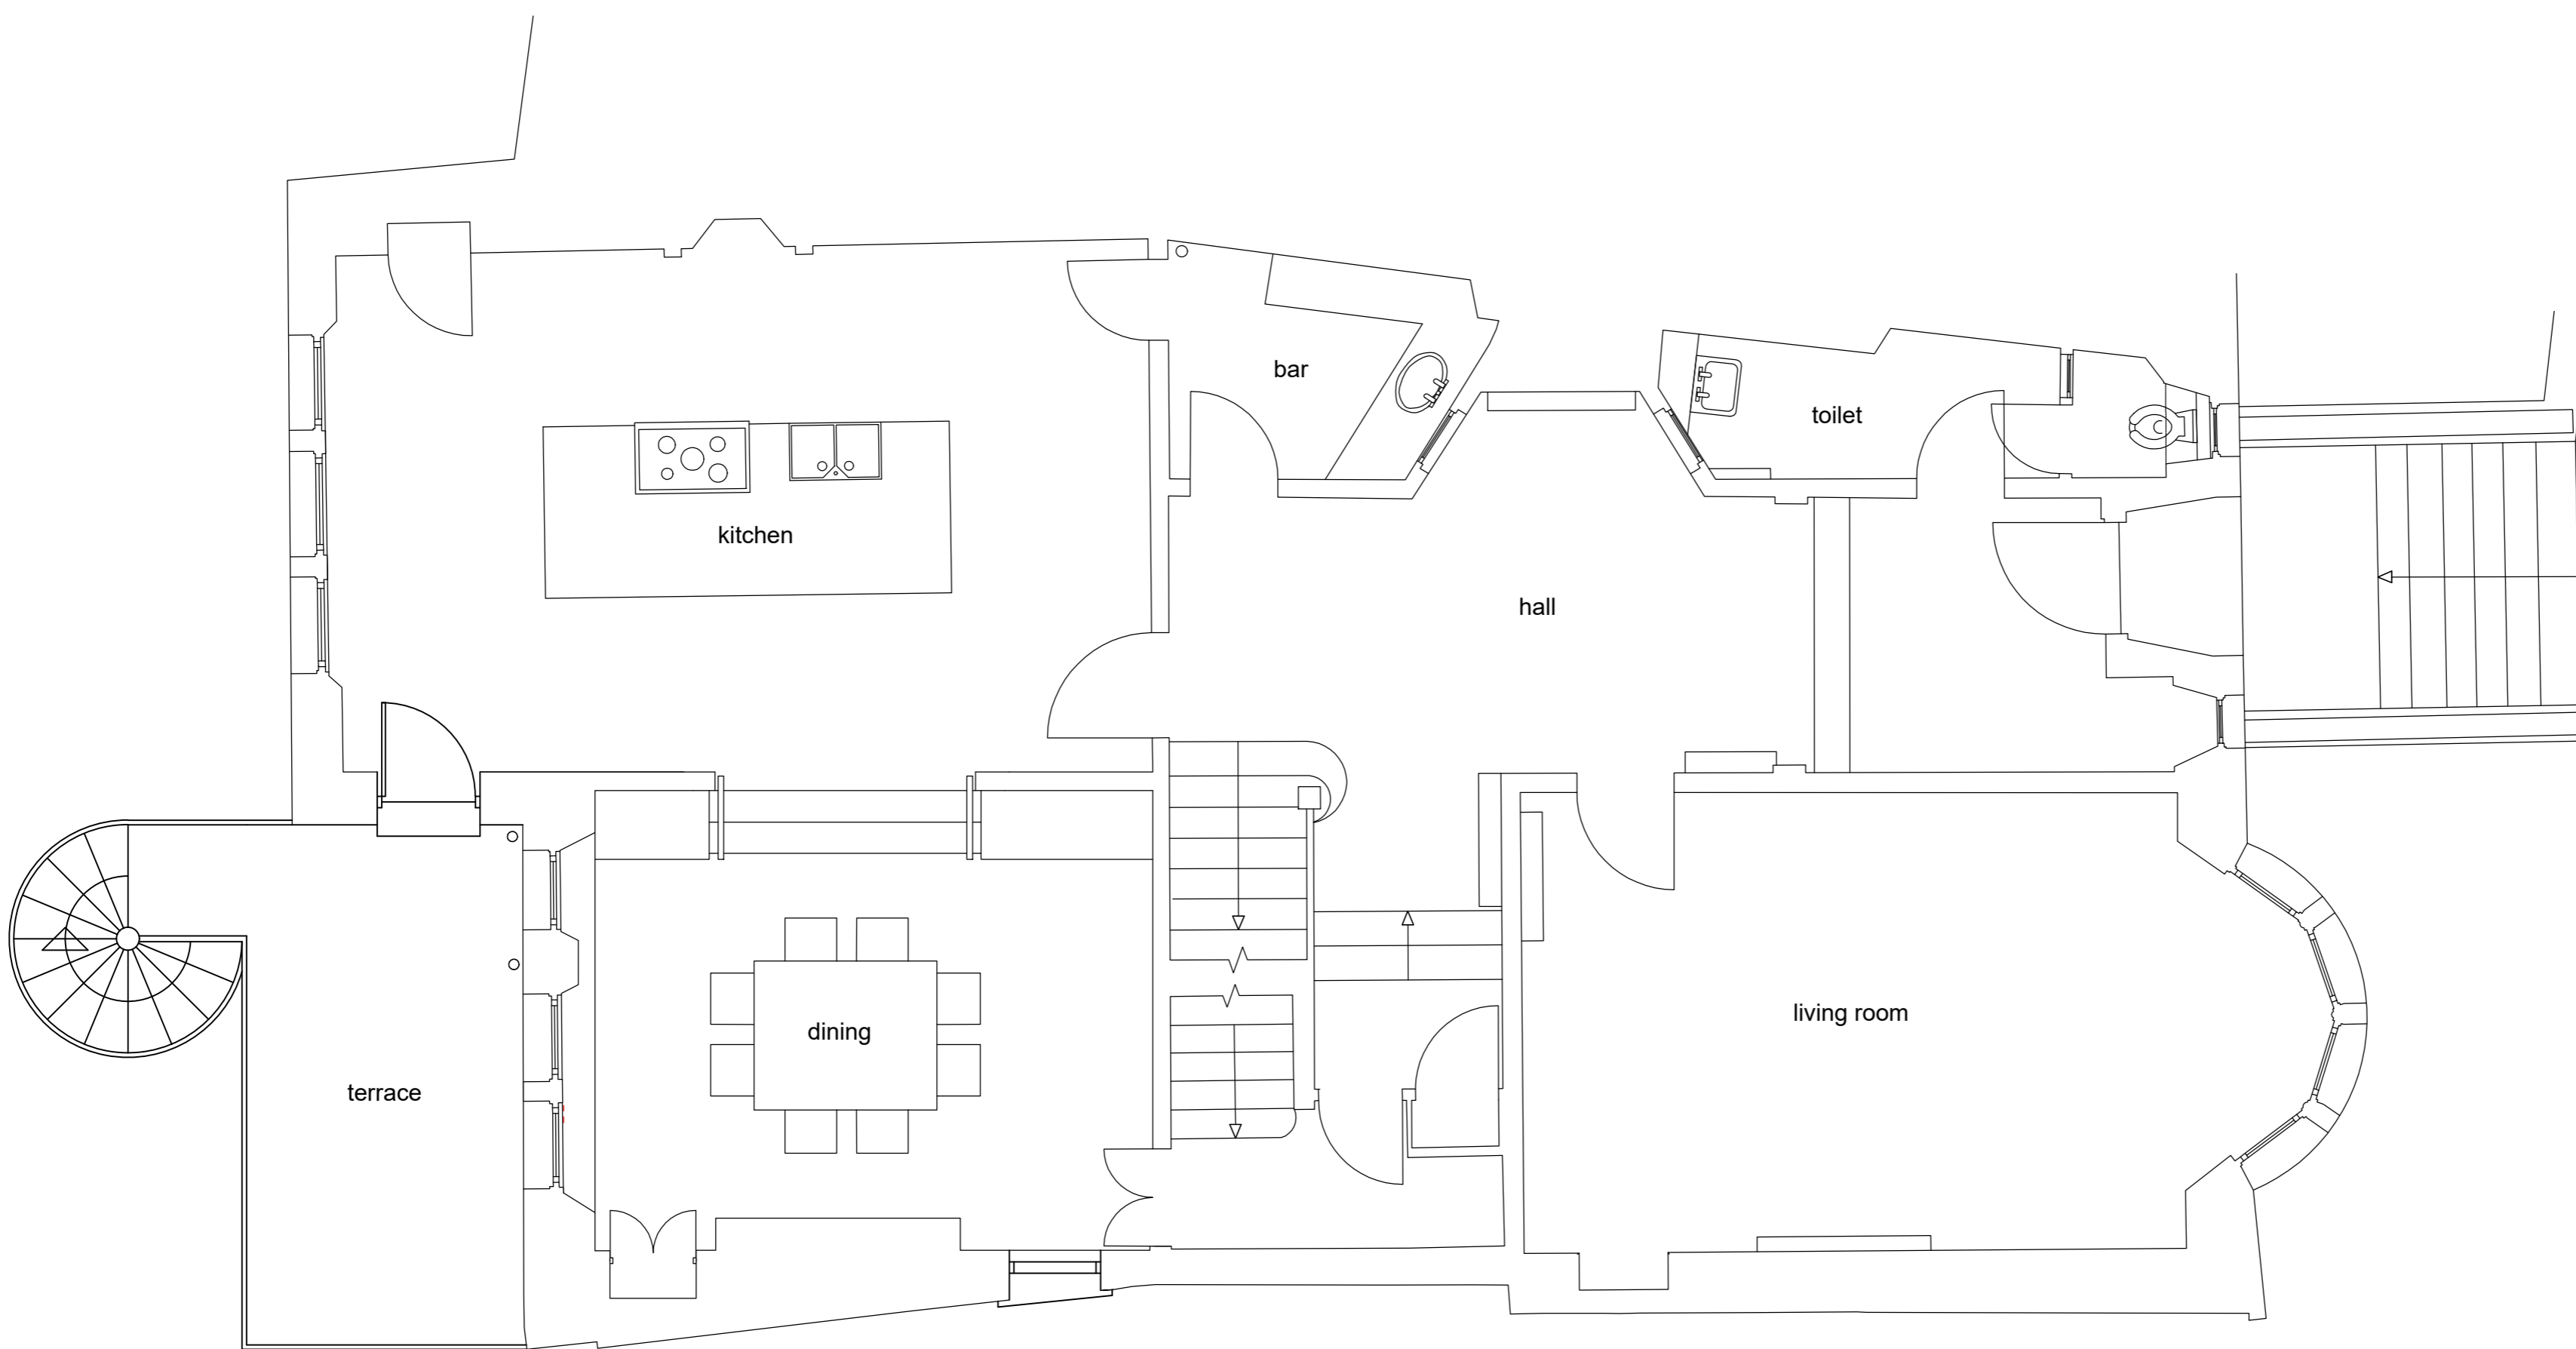 bar
toilet
kitchen
hall
living room
dining
terrace